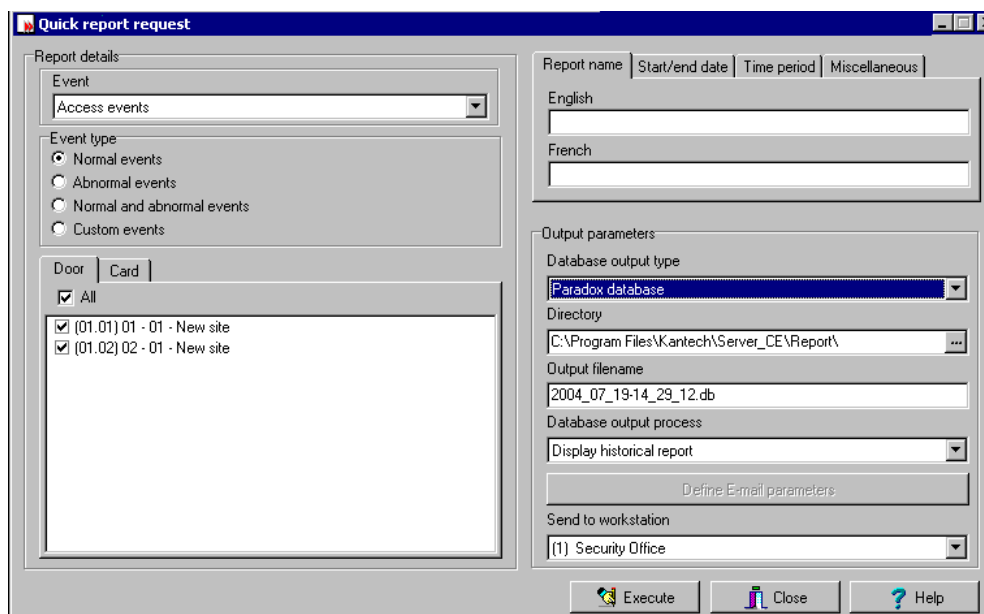 Quick report request
Report details
Event
Access events
Event type
Normal events
Abnormal events
Normal and abnormal events
Custom events
Door
Card
All
(01.01) 01 - 01 - New site
(01.02) 02 - 01 - New site
Report name
Start/end date
Time period
Miscellaneous
English
French
Output parameters
Database output type
Paradox database
Directory
C:\Program Files\Kantech\Server_CE\Report\
...
Output filename
2004_07_19-14_29_12.db
Database output process
Display historical report
Define E-mail parameters
Send to workstation
(1) Security Office
Execute
Close
? Help